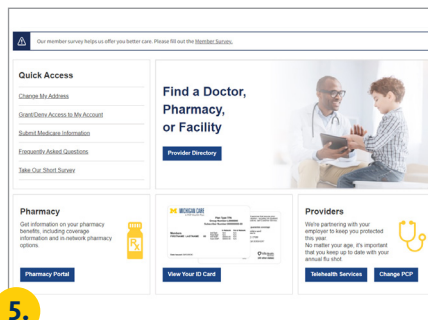 Our member survey helps us offer you better care. Please fill out the Member Survey.
Quick Access
Change My Address
Grant/Deny Access to My Account
Submit Medicare Information
Frequently Asked Questions
Take Our Short Survey
Find a Doctor,
Pharmacy,
or Facility
Provider Directory
Pharmacy
Get information on your pharmacy
benefits, including coverage
information and in-network pharmacy
options.
Pharmacy Portal
MICHIGAN CARE
View Your ID Card
Providers
We're partnering with your
employer to keep you protected
this year.
No matter your age, it's important
that you keep up to date with your
annual flu shot.
Telehealth Services
Change PCP
5.